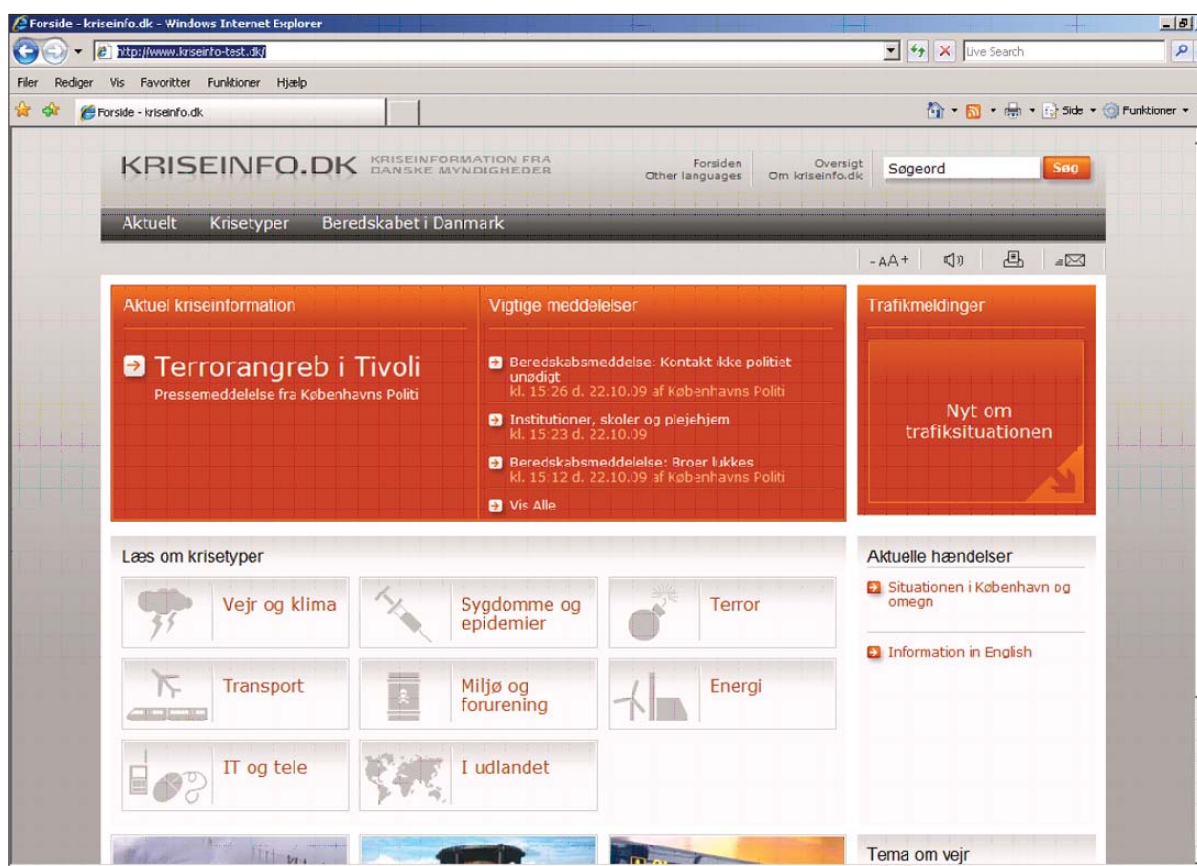 Forside - kriseinfo.dk - Windows Internet Explorer
http://www.kriseinfo-test.dk/
Live Search
Filer Rediger Vis Favoritter Funktioner Hjælp
Forside - kriseinfo.dk
Side
Funktioner
KRISEINFO.DK
KRISEINFORMATION FRA
DANSKE MYNDIGHEDER
Forsiden
Other languages
Oversigt
Om kriseinfo.dk
Søgeord
Søg
Aktuelt Krisetyper Beredskabet i Danmark
- AA +
Aktuel kriseinformation
Terrorangreb i Tivoli
Pressemeddelelse fra Københavns Politi
Vigtige meddelelser
Beredskabsmeddelse: Kontakt ikke politiet
unødigt
kl. 15:26 d. 22.10.09 af Københavns Politi
Institutioner, skoler og plejehjem
kl. 15:23 d. 22.10.09
Beredskabsmeddelelse: Broer lukkes
kl. 15:12 d. 22.10.09 af Københavns Politi
Vis Alle
Trafikmeldinger
Nyt om
trafiksituationen
Læs om krisetyper
Vejr og klima
Sygdomme og
epidemier
Terror
Transport
Miljø og
forurening
Energi
IT og tele
I udlandet
Aktuelle hændelser
Situationen i København og
omegn
Information in English
Tema om vejr